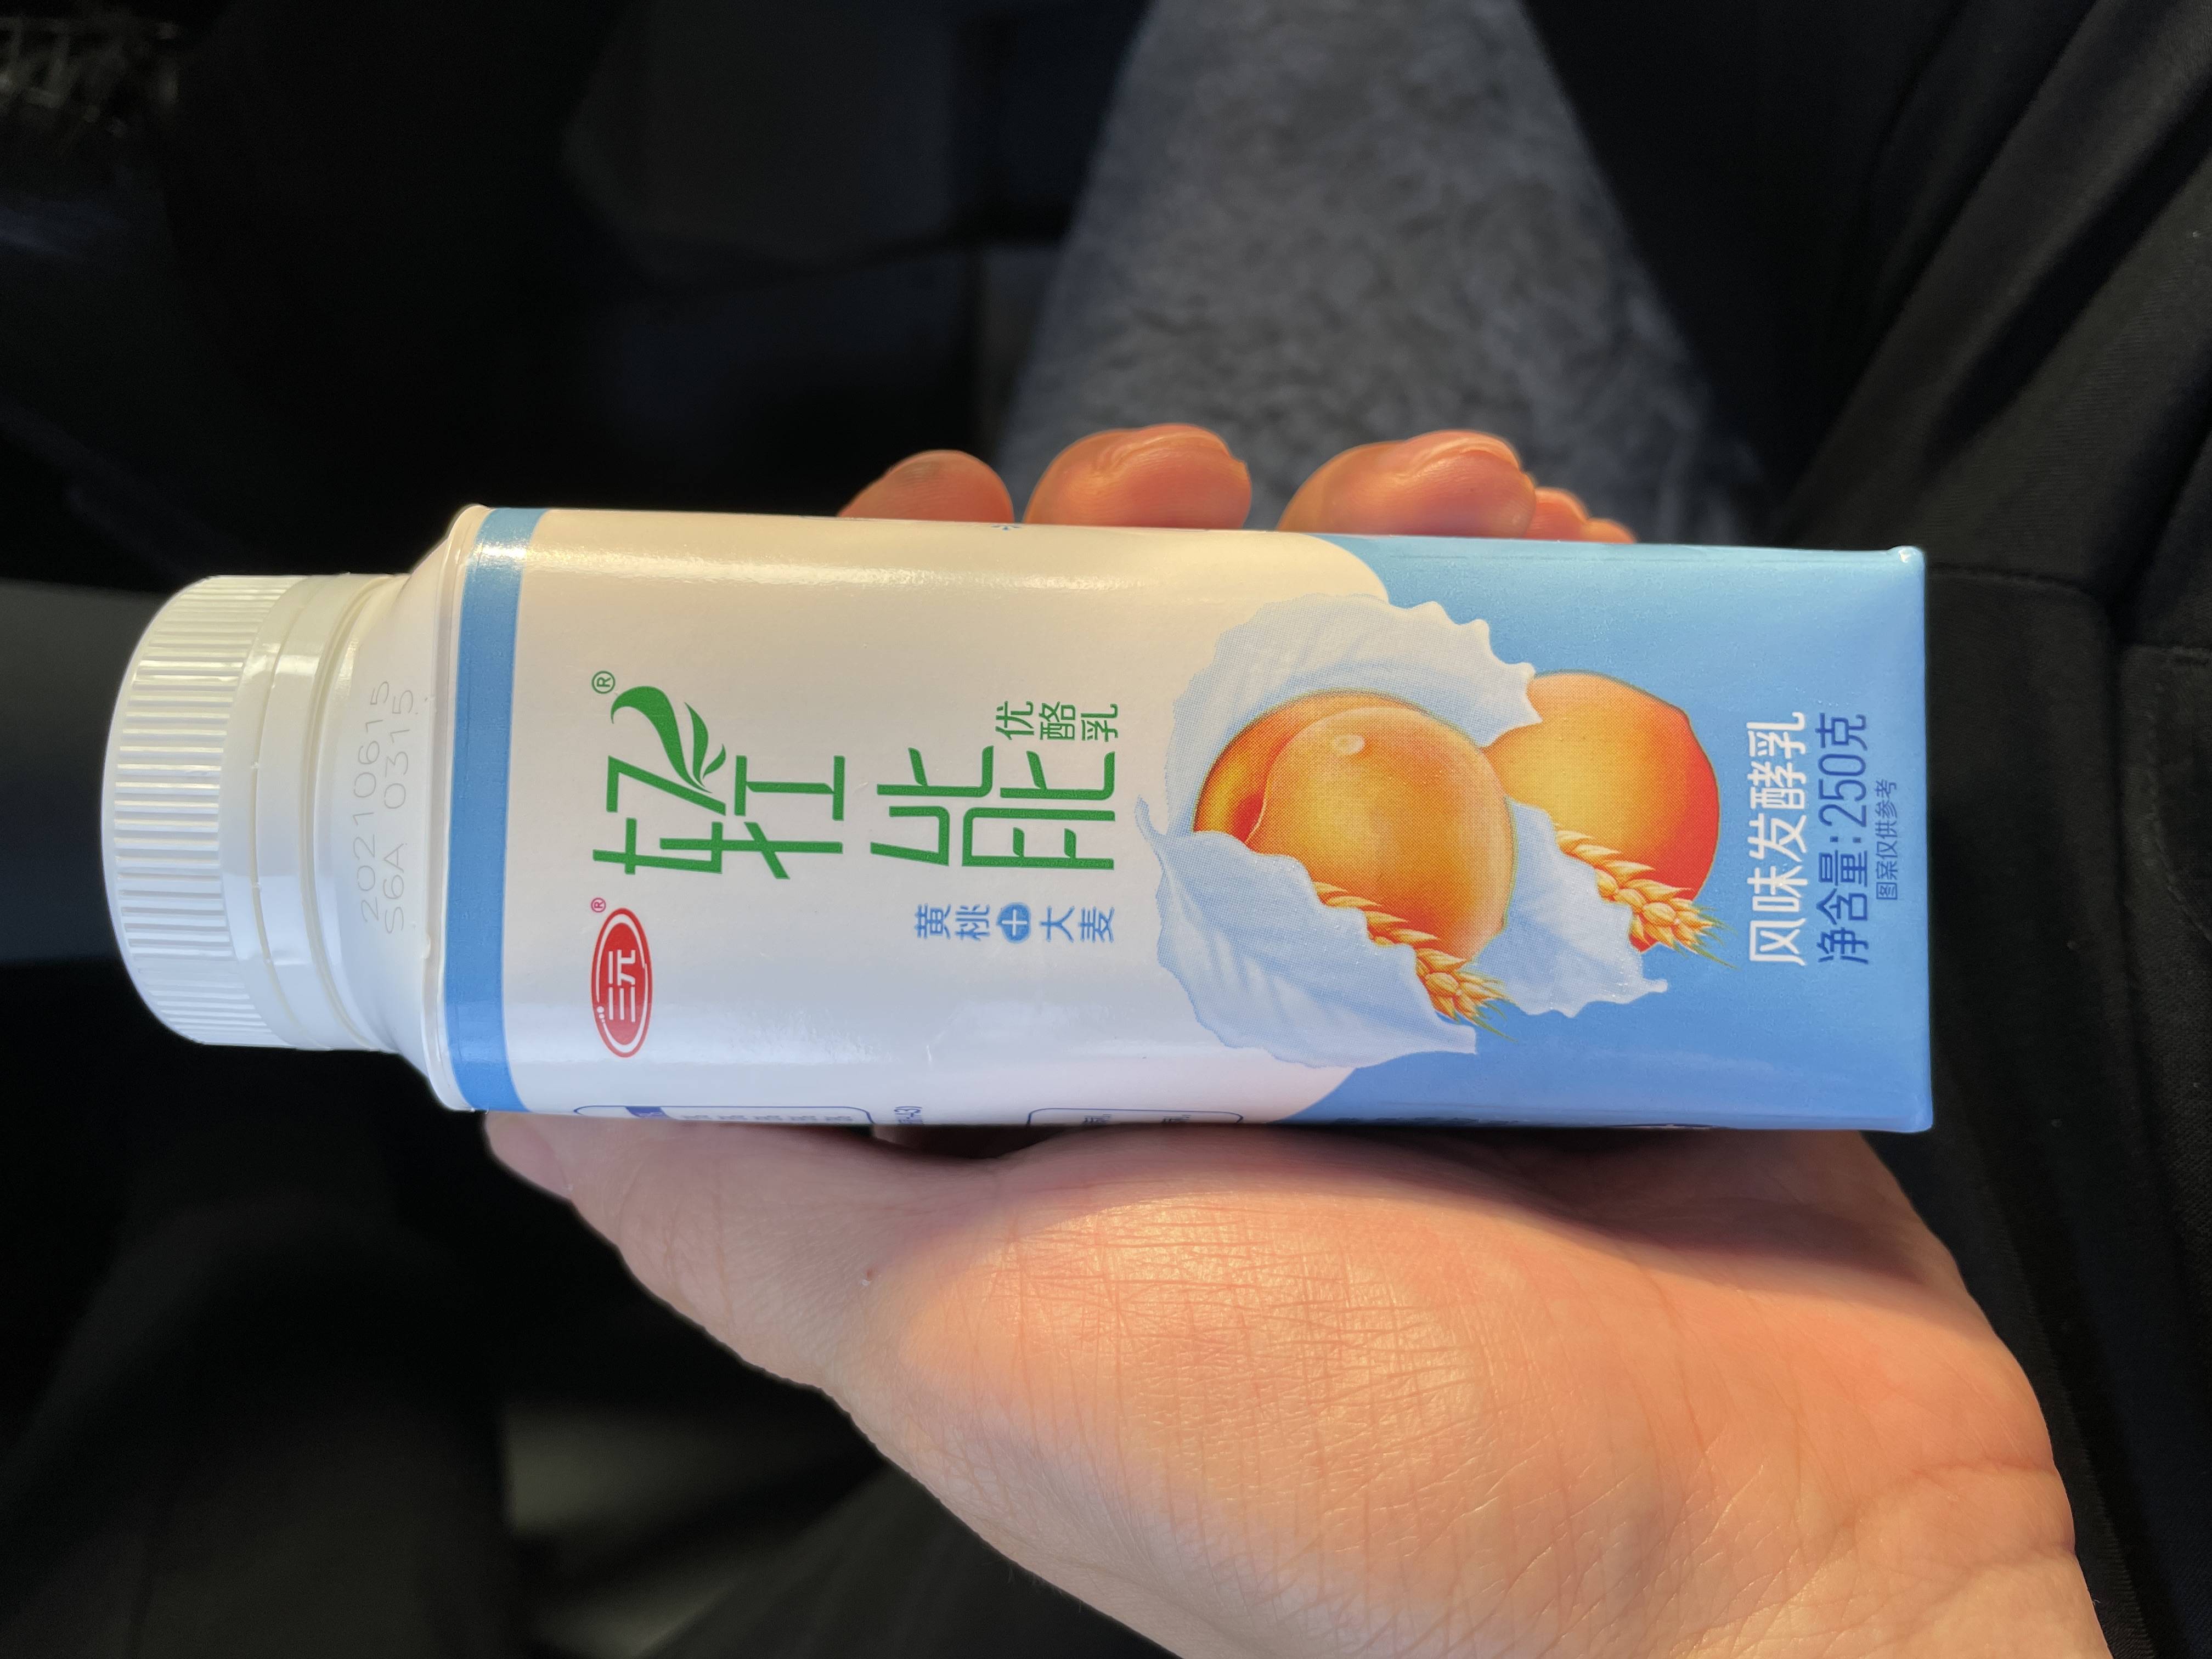 20210615
S6A 0315
三元®
轻能®
优
酪
乳
黄桃+大麦
风味发酵乳
净含量:250克
图案仅供参考